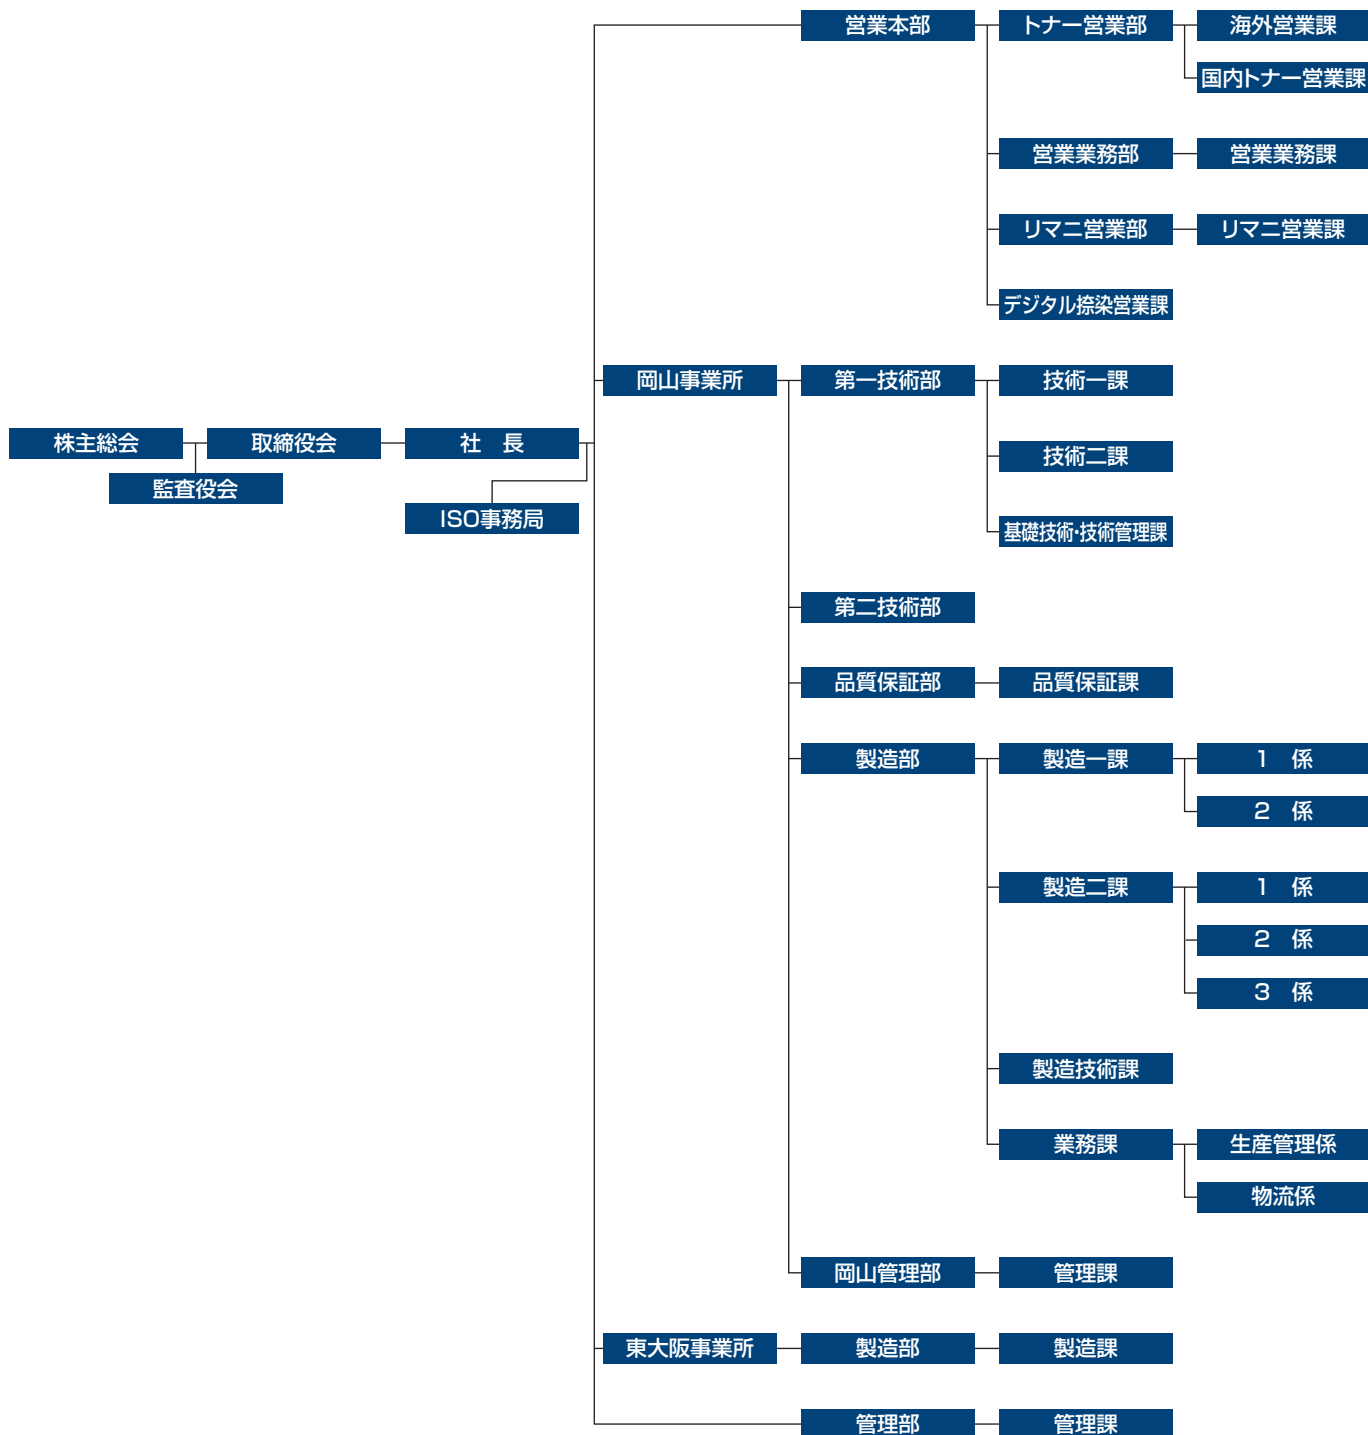 営業本部
トナー営業部
海外営業課
国内トナー営業課
営業業務部
営業業務課
リマニ営業部
リマニ営業課
デジタル捺染営業課
岡山事業所
第一技術部
技術一課
株主総会
取締役会
社　長
技術二課
監査役会
ISO事務局
基礎技術・技術管理課
第二技術部
品質保証部
品質保証課
製造部
製造一課
1　係
2　係
製造二課
1　係
2　係
3　係
製造技術課
業務課
生産管理係
物流係
岡山管理部
管理課
東大阪事業所
製造部
製造課
管理部
管理課